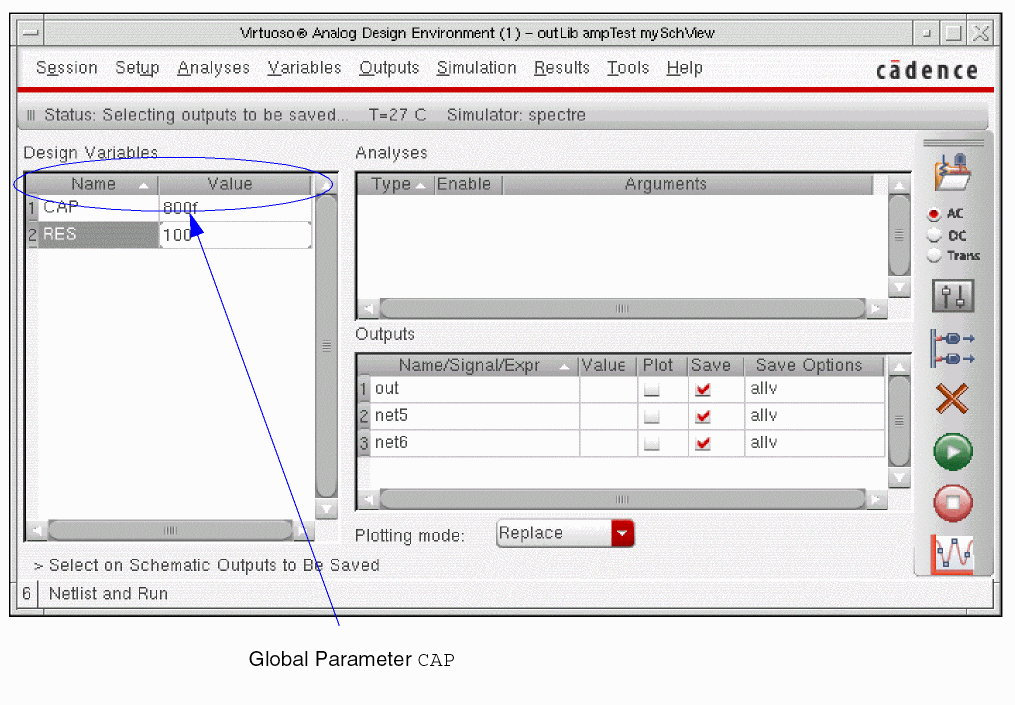 Virtuoso® Analog Design Environment (1) – outLib ampTest mySchView
Session Setup Analyses Variables Outputs Simulation Results Tools Help
cādence
Status: Selecting outputs to be saved... T=27 C Simulator: spectre
Design Variables
Name Value
1 CAP 800f
2 RES 100
Analyses
Type Enable Arguments
Outputs
Name/Signal/Expr Value Plot Save Save Options
1 out allv
2 net5 allv
3 net6 allv
Plotting mode: Replace
AC
DC
Trans
> Select on Schematic Outputs to Be Saved
6 Netlist and Run
Global Parameter CAP